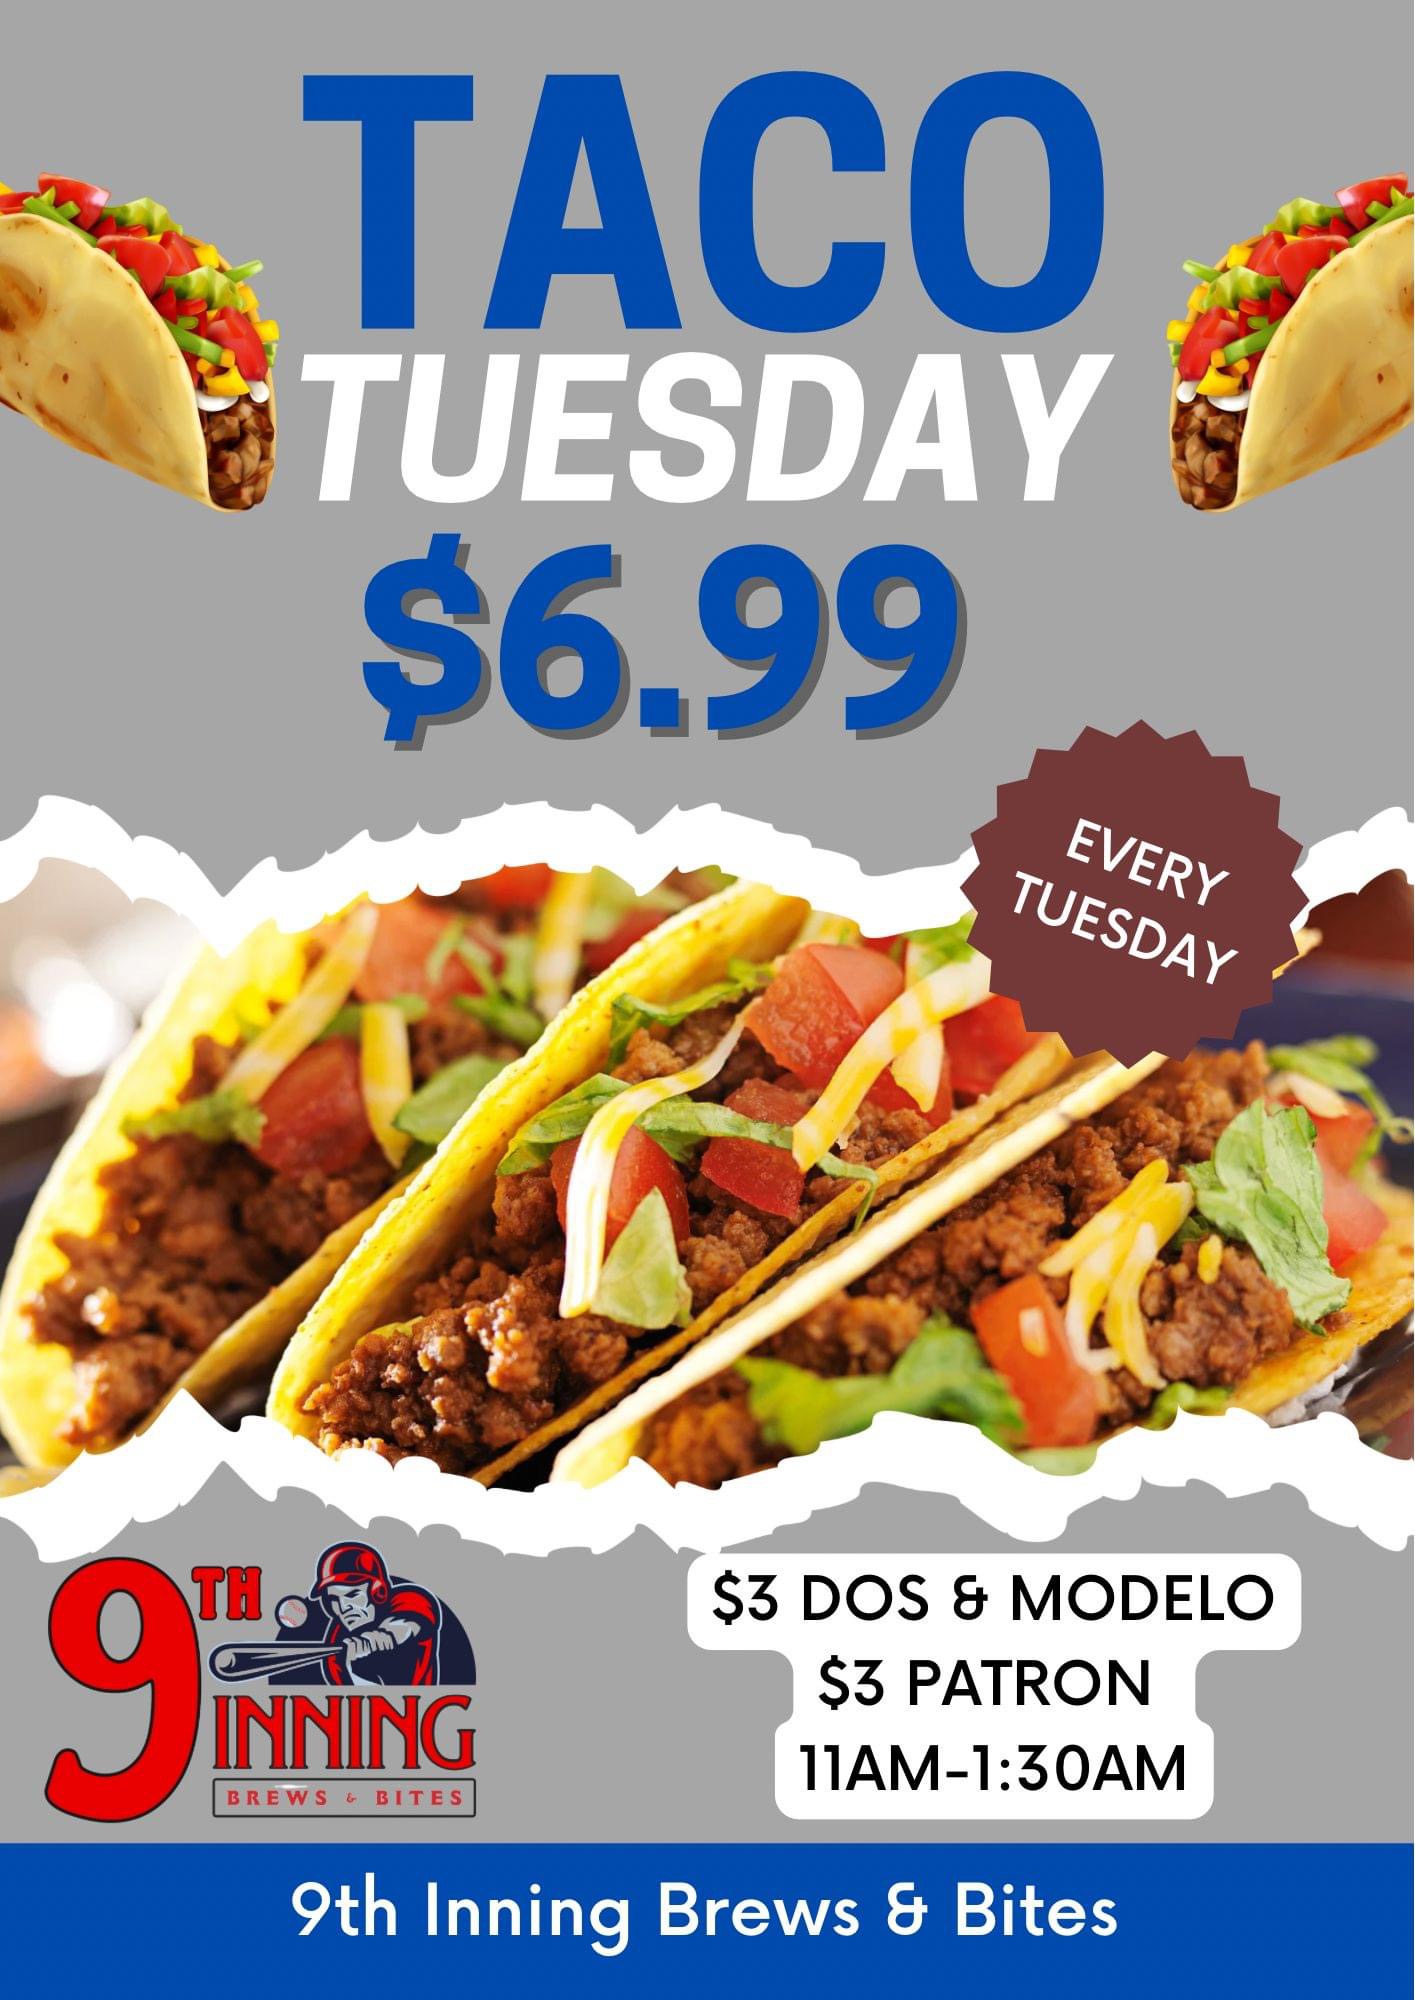 TACO
TUESDAY
$6.99
EVERY
TUESDAY
9TH
INNING
BREWS & BITES
$3 DOS & MODELO
$3 PATRON
11AM-1:30AM
9th Inning Brews & Bites